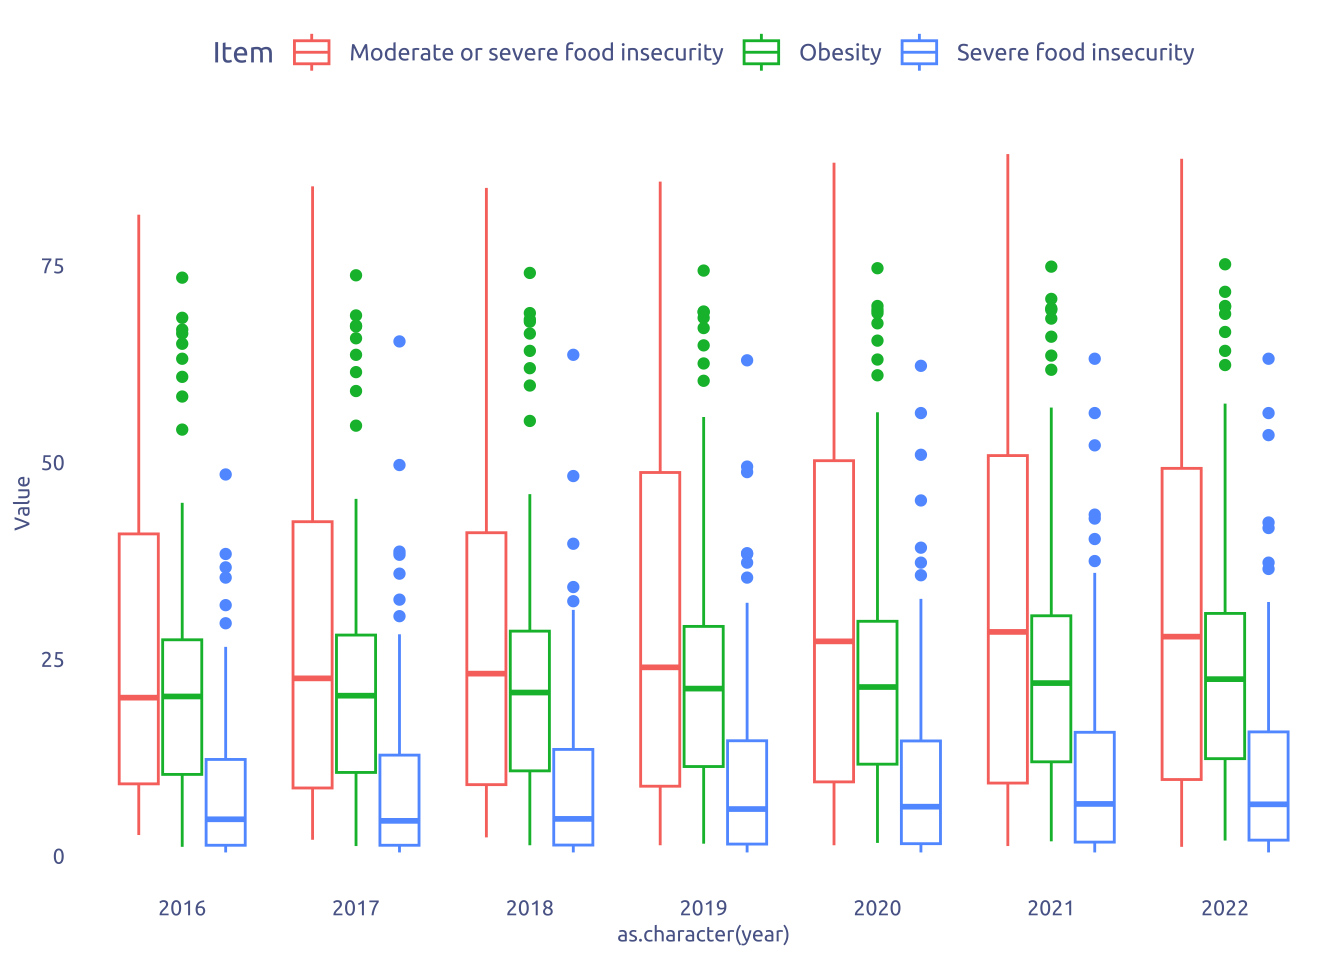 Item Moderate or severe food insecurity Obesity Severe food insecurity
75
50
25
0
Value
2016 2017 2018 2019 2020 2021 2022
as.character(year)